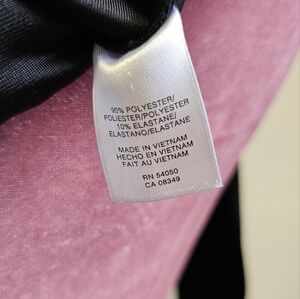 90% POLYESTER/
POLIESTER/POLYESTER
10% ELASTANE/
ELASTANO/ELASTANE
MADE IN VIETNAM
HECHO EN VIETNAM
FAIT AU VIETNAM
RN 54050
CA 08349